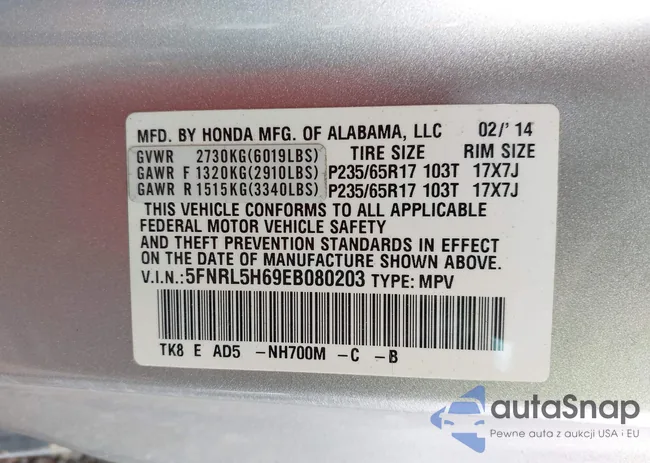 MFD. BY HONDA MFG. OF ALABAMA, LLC 02/'14
GVWR 2730KG(6019LBS) TIRE SIZE RIM SIZE
GAWR F 1320KG(2910LBS) P235/65R17 103T 17X7J
GAWR R 1515KG(3340LBS) P235/65R17 103T 17X7J
THIS VEHICLE CONFORMS TO ALL APPLICABLE
FEDERAL MOTOR VEHICLE SAFETY
AND THEFT PREVENTION STANDARDS IN EFFECT
ON THE DATE OF MANUFACTURE SHOWN ABOVE.
V.I.N.:5FNRL5H69EB080203 TYPE: MPV
TK8 E AD5 -NH700M -C -B
autaSnap
Pewne auta z aukcji USA i EU